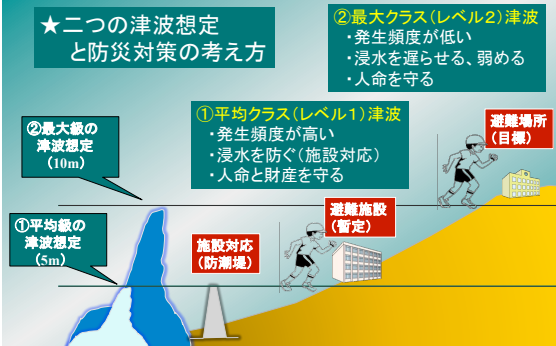 ★二つの津波想定
と防災対策の考え方
②最大クラス(レベル2)津波
・発生頻度が低い
・浸水を遅らせる、弱める
・人命を守る
①平均クラス(レベル1)津波
・発生頻度が高い
・浸水を防ぐ(施設対応)
・人命と財産を守る
②最大級の
津波想定
(10m)
避難場所
(目標)
①平均級の
津波想定
(5m)
施設対応
(防潮堤)
避難施設
(暫定)